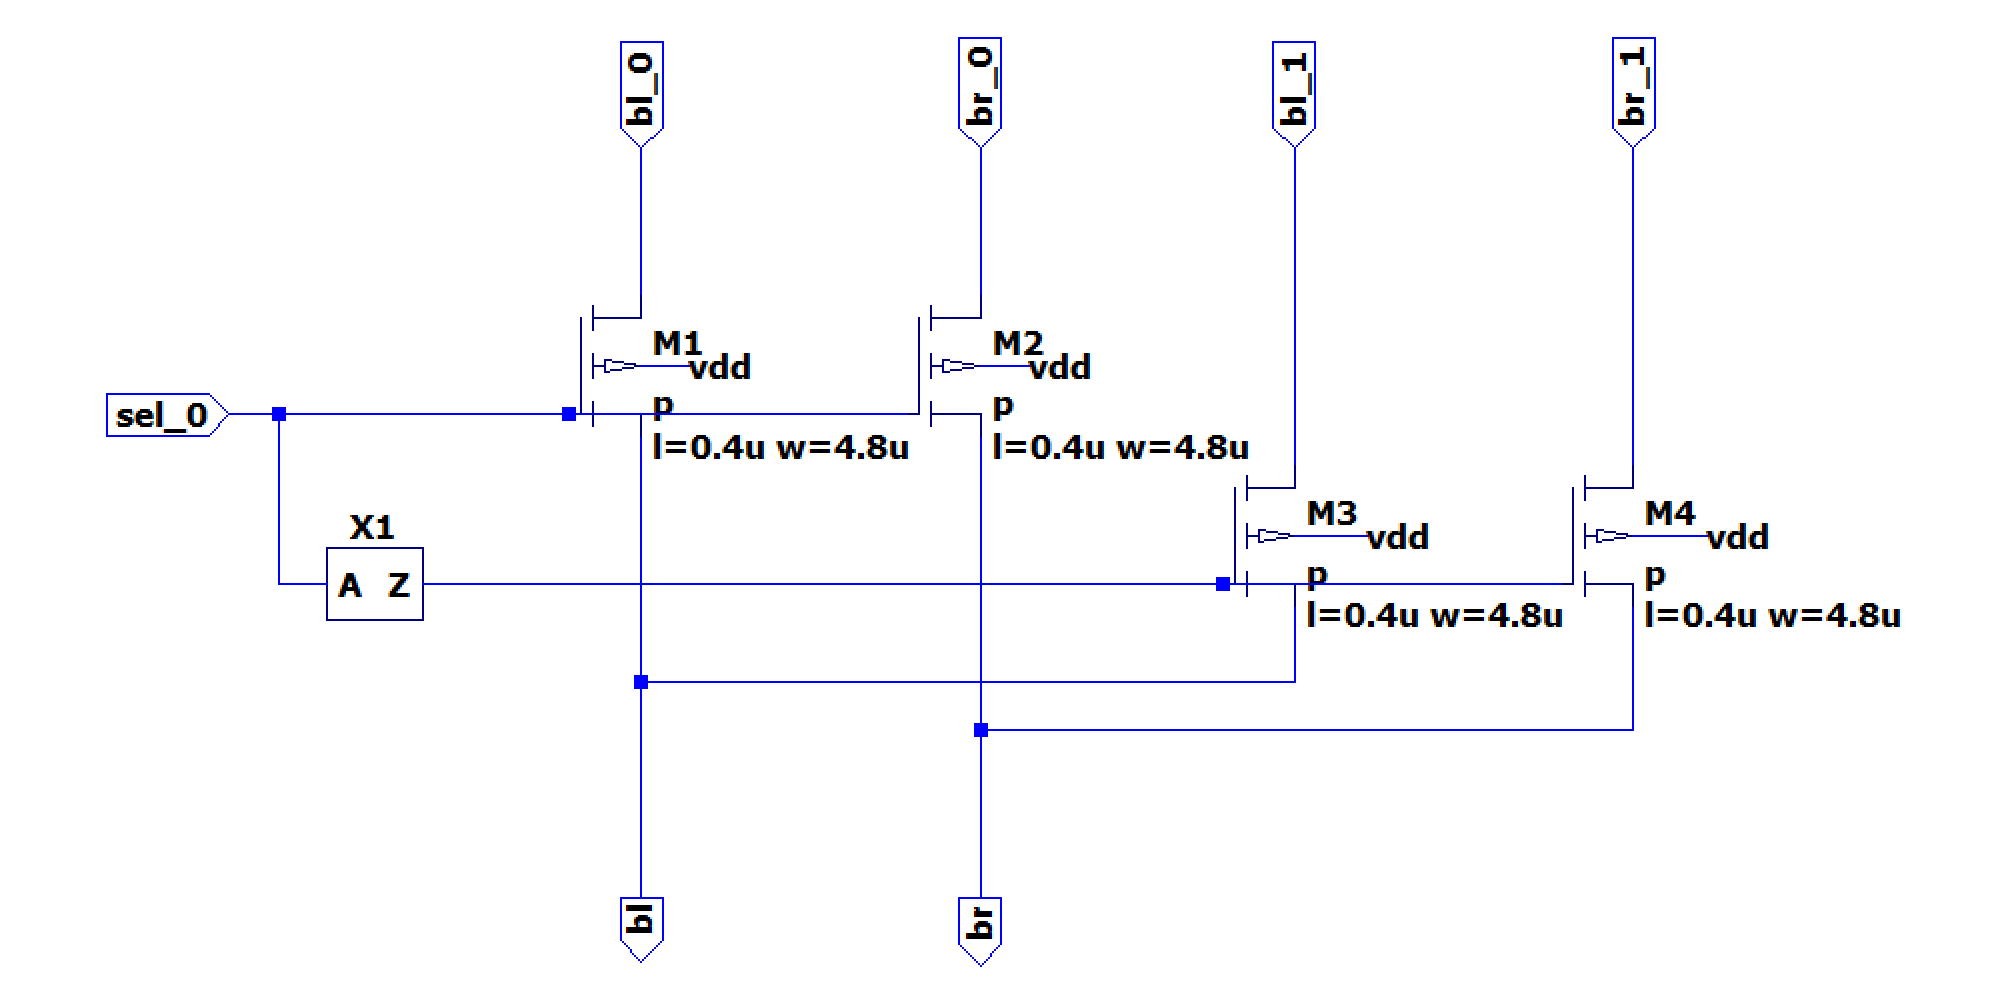 bl_0
br_0
bl_1
br_1
M1
vdd
p
l=0.4u w=4.8u
M2
vdd
p
l=0.4u w=4.8u
sel_0
M3
vdd
p
l=0.4u w=4.8u
M4
vdd
p
l=0.4u w=4.8u
X1
A Z
bl
br